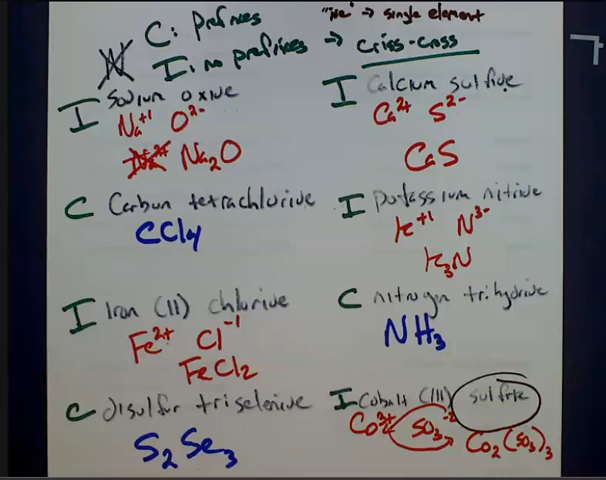 C: Prefixes
"ide" → single element
I: no prefixes → criss-cross
I Sodium oxide
Na+1 O2-
Na2O
I Calcium sulfide
Ca2+ S2-
CaS
C Carbon tetrachloride
CCl4
I Potassium nitride
K+1 N3-
K3N
I Iron (II) chloride
Fe2+ Cl-1
FeCl2
C nitrogen trihydride
NH3
C disulfur triselenide
S2Se3
I Cobalt (III) sulfite
Co3+ SO3-2 Co2(SO3)3